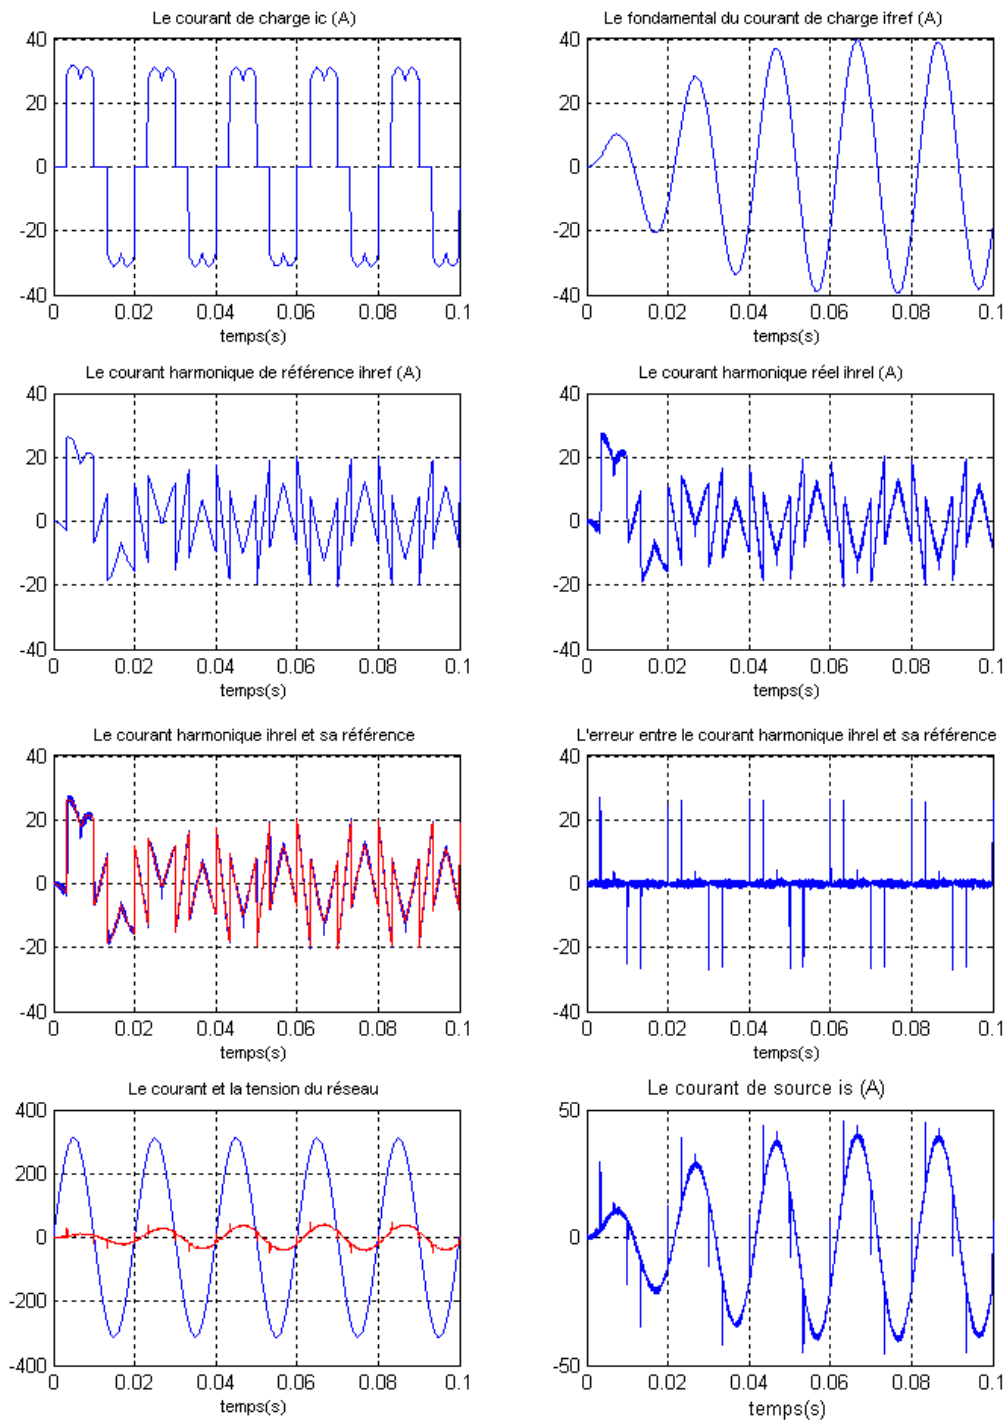 Le courant de charge ic (A)
40
20
0
-20
-40
0 0.02 0.04 0.06 0.08 0.1
temps(s)
Le fondamental du courant de charge ifref (A)
40
20
0
-20
-40
0 0.02 0.04 0.06 0.08 0.1
temps(s)
Le courant harmonique de référence ihref (A)
40
20
0
-20
-40
0 0.02 0.04 0.06 0.08 0.1
temps(s)
Le courant harmonique réel ihrel (A)
40
20
0
-20
-40
0 0.02 0.04 0.06 0.08 0.1
temps(s)
Le courant harmonique ihrel et sa référence
40
20
0
-20
-40
0 0.02 0.04 0.06 0.08 0.1
temps(s)
L'erreur entre le courant harmonique ihrel et sa référence
40
20
0
-20
-40
0 0.02 0.04 0.06 0.08 0.1
temps(s)
Le courant et la tension du réseau
400
200
0
-200
-400
0 0.02 0.04 0.06 0.08 0.1
temps(s)
Le courant de source is (A)
50
0
-50
0 0.02 0.04 0.06 0.08 0.1
temps(s)